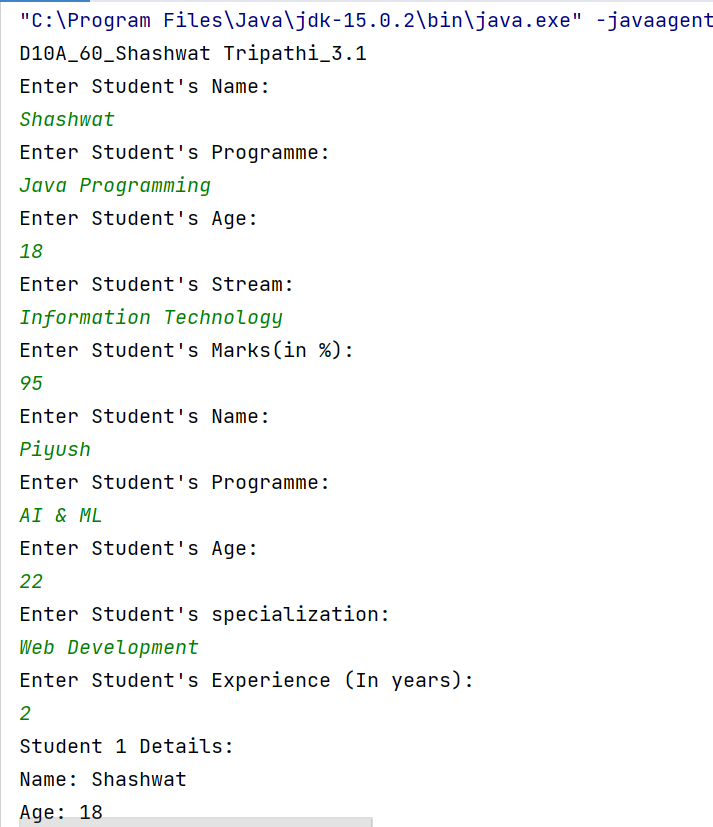 "C:\Program Files\Java\jdk-15.0.2\bin\java.exe" -javaagent
D10A_60_Shashwat Tripathi_3.1
Enter Student's Name:
Shashwat
Enter Student's Programme:
Java Programming
Enter Student's Age:
18
Enter Student's Stream:
Information Technology
Enter Student's Marks(in %):
95
Enter Student's Name:
Piyush
Enter Student's Programme:
AI & ML
Enter Student's Age:
22
Enter Student's specialization:
Web Development
Enter Student's Experience (In years):
2
Student 1 Details:
Name: Shashwat
Age: 18